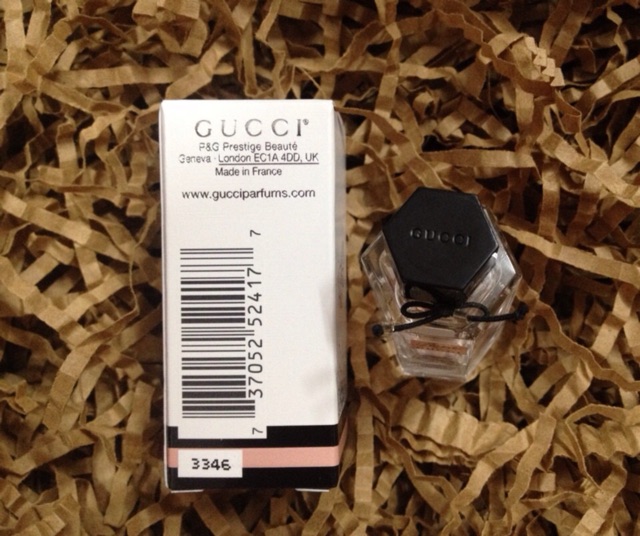 GUCCI®
P&G Prestige Beauté
Geneva · London EC1A 4DD, UK
Made in France
www.gucciparfums.com
7 37052 52417 7
3346
GUCCI